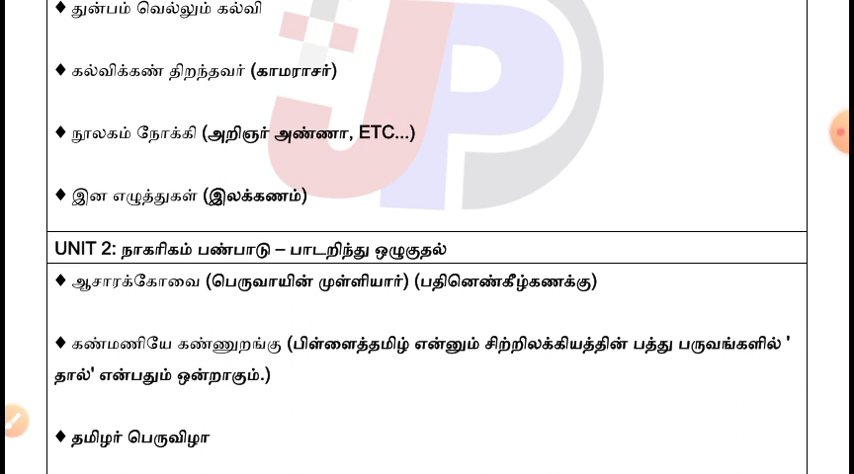 ♦ துன்பம் வெல்லும் கல்வி
♦ கல்விக்கண் திறந்தவர் (காமராசர்)
♦ நூலகம் நோக்கி (அறிஞர் அண்ணா, ETC...)
♦ இன எழுத்துகள் (இலக்கணம்)
UNIT 2: நாகரிகம் பண்பாடு – பாடறிந்து ஒழுகுதல்
♦ ஆசாரக்கோவை (பெருவாயின் முள்ளியார்) (பதினெண்கீழ்கணக்கு)
♦ கண்மணியே கண்ணுறங்கு (பிள்ளைத்தமிழ் என்னும் சிற்றிலக்கியத்தின் பத்து பருவங்களில் '
தால்' என்பதும் ஒன்றாகும்.)
♦ தமிழர் பெருவிழா